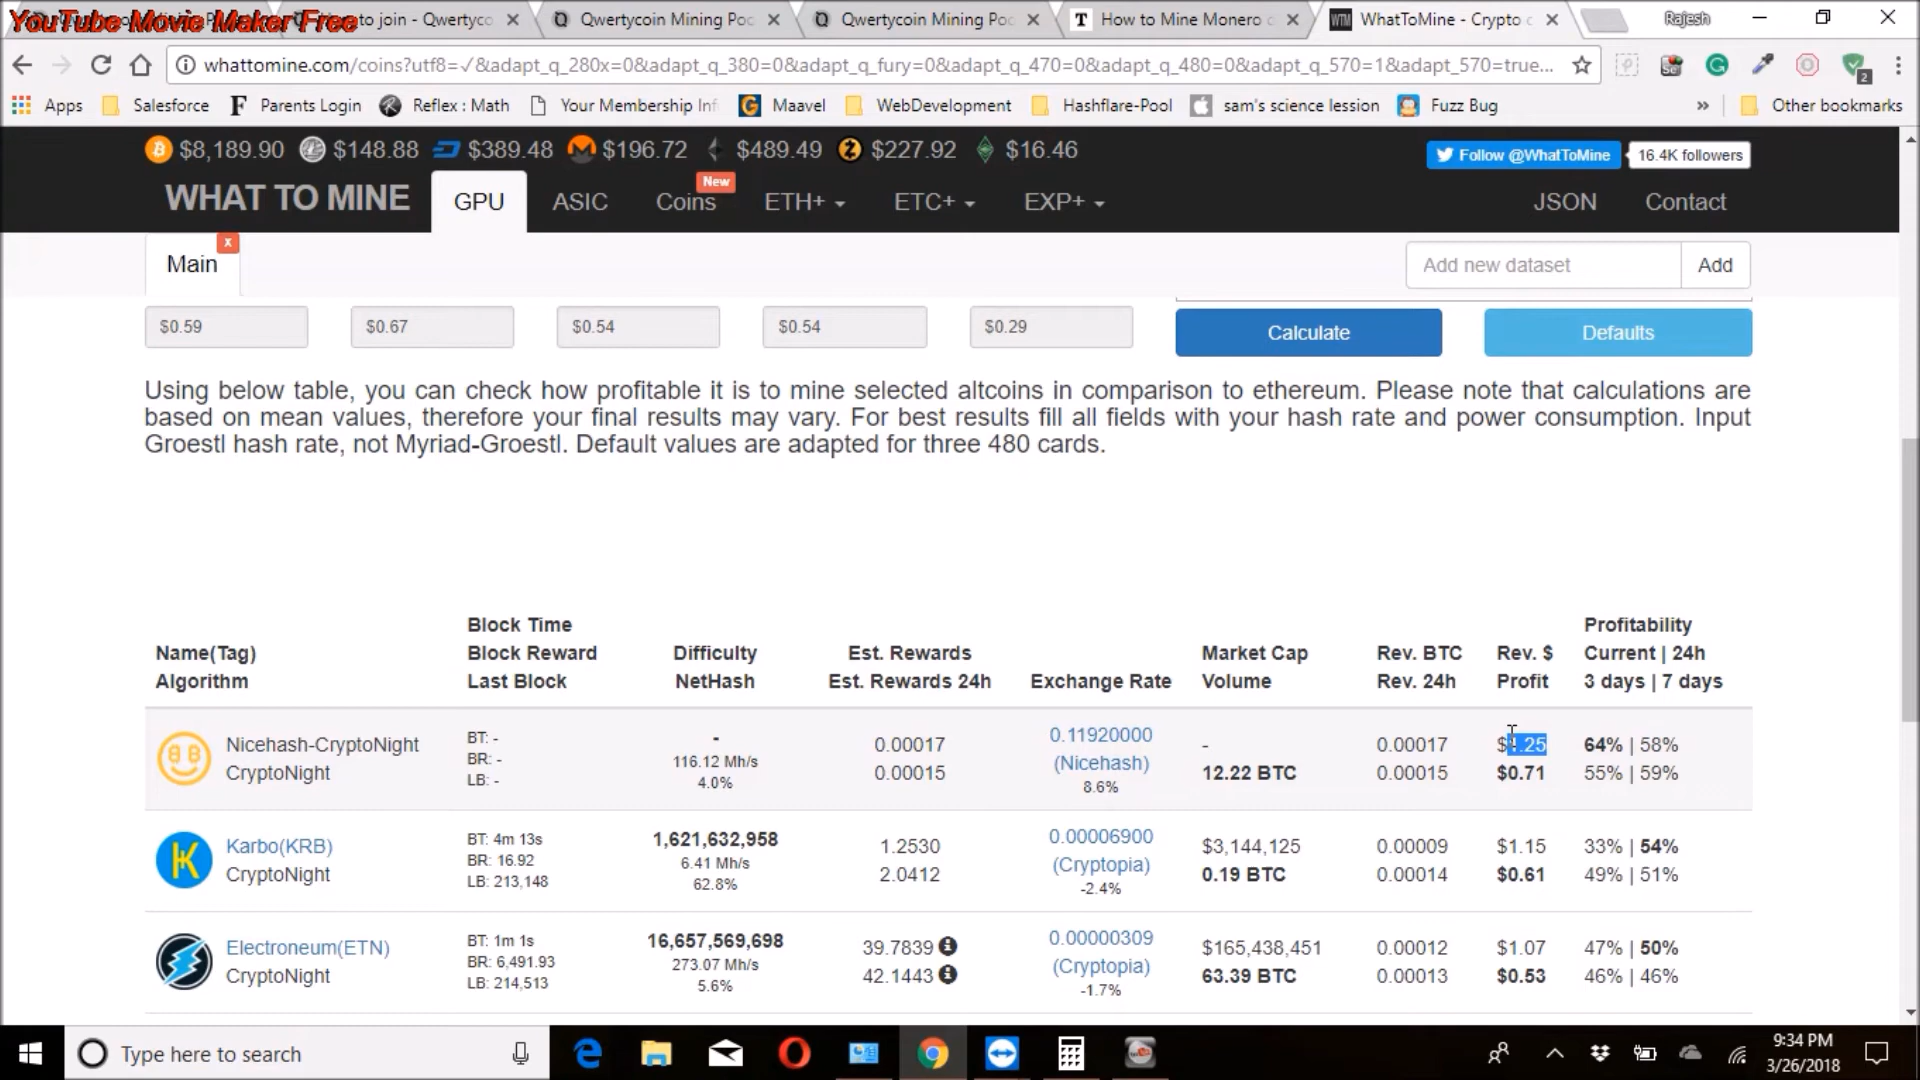 YouTube Movie Maker Free
to join - Qwertyco
Qwertycoin Mining Poo
Qwertycoin Mining Poo
How to Mine Monero
WhatToMine - Crypto
Rajesh
whattomine.com/coins?utf8=✓&adapt_q_280x=0&adapt_q_380=0&adapt_q_fury=0&adapt_q_470=0&adapt_q_480=0&adapt_q_570=1&adapt_570=true...
2
Apps Salesforce Parents Login Reflex : Math Your Membership Inf Maavel WebDevelopment Hashflare-Pool sam's science lession Fuzz Bug » Other bookmarks
$8,189.90 $148.88 $389.48 $196.72 $489.49 $227.92 $16.46
Follow @WhatToMine 16.4K followers
New
WHAT TO MINE GPU ASIC Coins ETH+ ETC+ EXP+ JSON Contact
x
Main Add new dataset Add
$0.59 $0.67 $0.54 $0.54 $0.29 Calculate Defaults
Using below table, you can check how profitable it is to mine selected altcoins in comparison to ethereum. Please note that calculations are
based on mean values, therefore your final results may vary. For best results fill all fields with your hash rate and power consumption. Input
Groestl hash rate, not Myriad-Groestl. Default values are adapted for three 480 cards.
Block Time Profitability
Name(Tag) Block Reward Difficulty Est. Rewards Market Cap Rev. BTC Rev. $ Current | 24h
Algorithm Last Block NetHash Est. Rewards 24h Exchange Rate Volume Rev. 24h Profit 3 days | 7 days
Nicehash-CryptoNight BT: - - 0.00017 0.11920000 - 0.00017 $1.25 64% | 58%
BR: - 116.12 Mh/s (Nicehash)
CryptoNight LB: - 4.0% 0.00015 8.6% 12.22 BTC 0.00015 $0.71 55% | 59%
Karbo(KRB) BT: 4m 13s 1,621,632,958 1.2530 0.00006900 $3,144,125 0.00009 $1.15 33% | 54%
BR: 16.92 6.41 Mh/s (Cryptopia)
CryptoNight LB: 213,148 62.8% 2.0412 -2.4% 0.19 BTC 0.00014 $0.61 49% | 51%
Electroneum(ETN) BT: 1m 1s 16,657,569,698 39.7839 0.00000309 $165,438,451 0.00012 $1.07 47% | 50%
BR: 6,491.93 273.07 Mh/s (Cryptopia)
CryptoNight LB: 214,513 5.6% 42.1443 -1.7% 63.39 BTC 0.00013 $0.53 46% | 46%
Type here to search
9:34 PM
3/26/2018